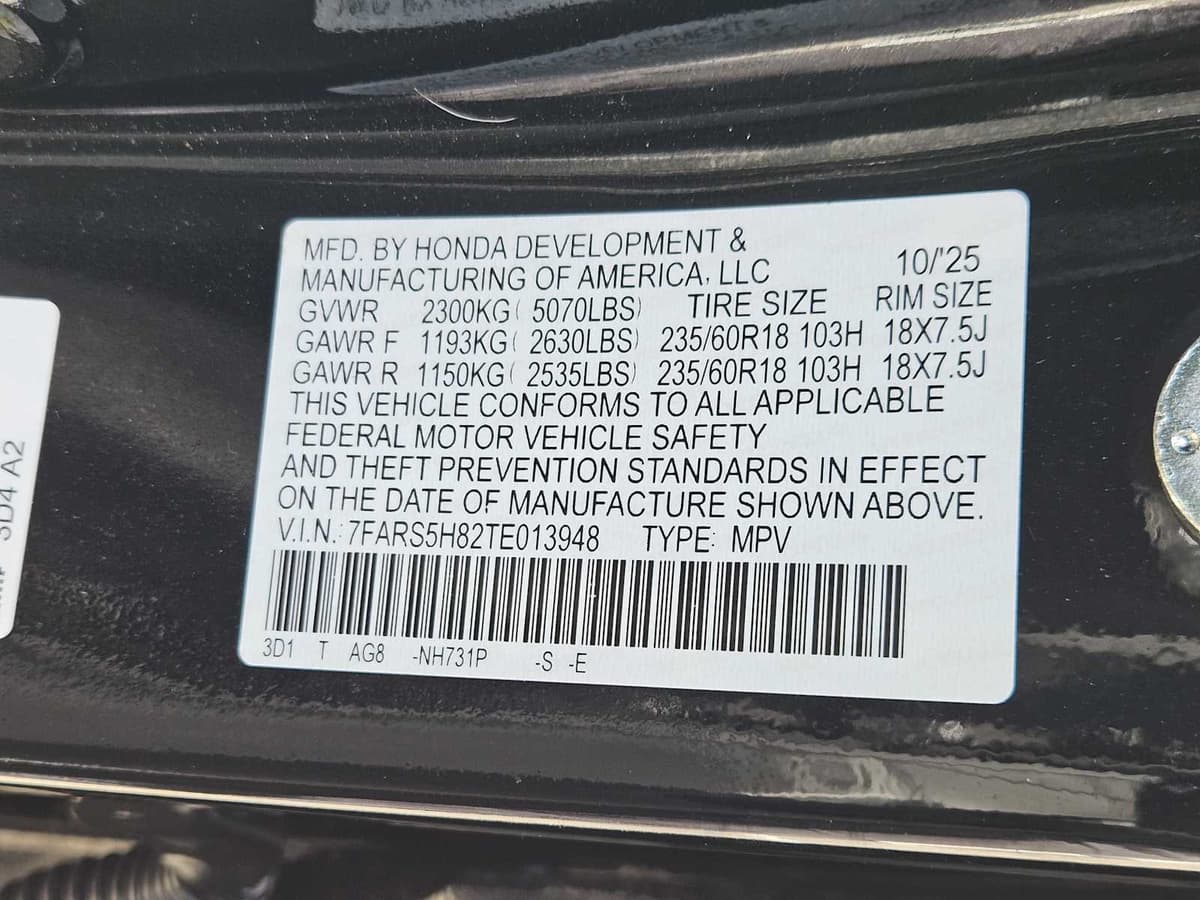 MFD. BY HONDA DEVELOPMENT &
MANUFACTURING OF AMERICA, LLC 10/'25
GVWR 2300KG( 5070LBS) TIRE SIZE RIM SIZE
GAWR F 1193KG( 2630LBS) 235/60R18 103H 18X7.5J
GAWR R 1150KG( 2535LBS) 235/60R18 103H 18X7.5J
THIS VEHICLE CONFORMS TO ALL APPLICABLE
FEDERAL MOTOR VEHICLE SAFETY
AND THEFT PREVENTION STANDARDS IN EFFECT
ON THE DATE OF MANUFACTURE SHOWN ABOVE.
V.I.N.: 7FARS5H82TE013948 TYPE: MPV
3D1 T AG8 -NH731P -S -E
3D4 A2